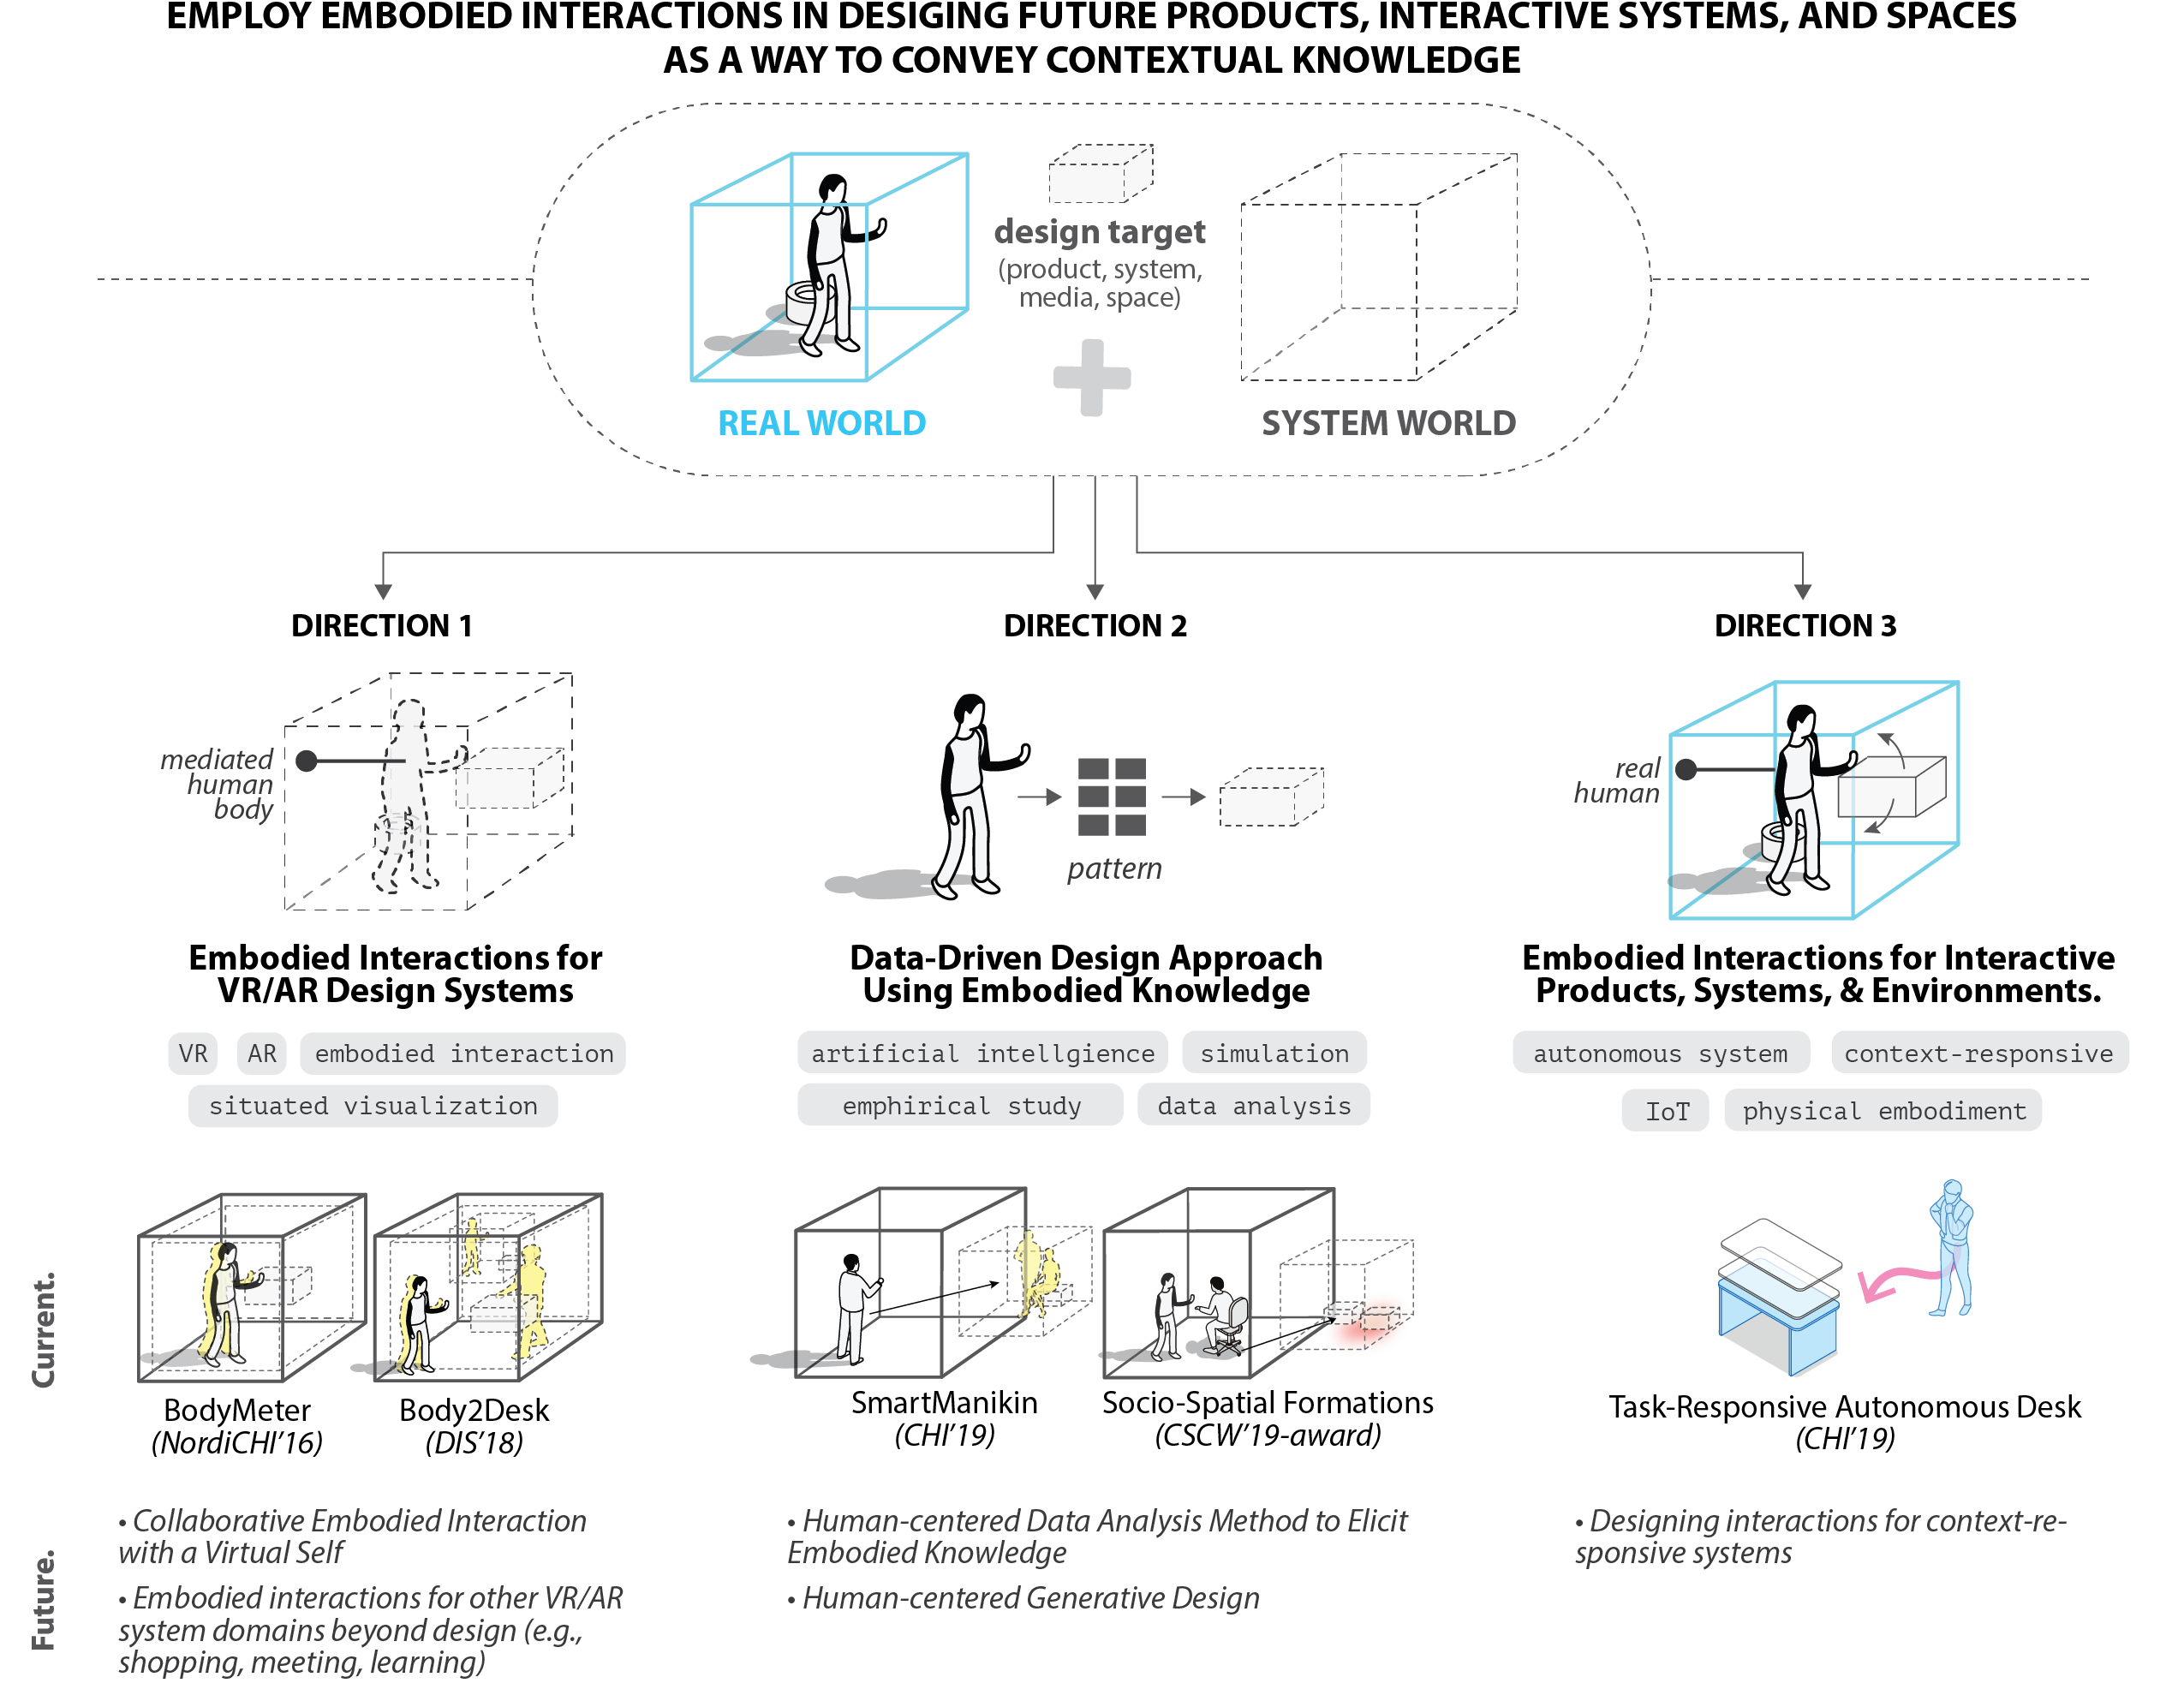 EMPLOY EMBODIED INTERACTIONS IN DESIGING FUTURE PRODUCTS, INTERACTIVE SYSTEMS, AND SPACES
AS A WAY TO CONVEY CONTEXTUAL KNOWLEDGE
design target
(product, system,
media, space)
REAL WORLD
SYSTEM WORLD
DIRECTION 1
mediated
human
body
Embodied Interactions for
VR/AR Design Systems
VR
AR
embodied interaction
situated visualization
DIRECTION 2
pattern
Data-Driven Design Approach
Using Embodied Knowledge
artificial intellgience
simulation
emphirical study
data analysis
DIRECTION 3
real
human
Embodied Interactions for Interactive
Products, Systems, & Environments.
autonomous system
context-responsive
IoT
physical embodiment
Current.
BodyMeter
(NordiCHI’16)
Body2Desk
(DIS’18)
SmartManikin
(CHI’19)
Socio-Spatial Formations
(CSCW’19-award)
Task-Responsive Autonomous Desk
(CHI’19)
Future.
• Collaborative Embodied Interaction
with a Virtual Self
• Embodied interactions for other VR/AR
system domains beyond design (e.g.,
shopping, meeting, learning)
• Human-centered Data Analysis Method to Elicit
Embodied Knowledge
• Human-centered Generative Design
• Designing interactions for context-re-
sponsive systems